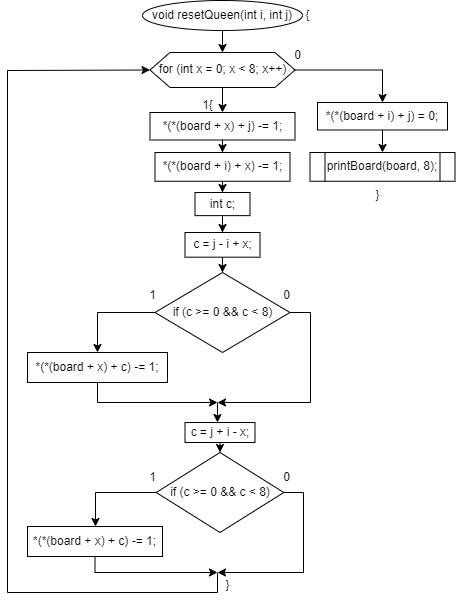 void resetQueen(int i, int j) {
0
for (int x = 0; x < 8; x++)
1{
*(*(board + x) + j) -= 1;
*(*(board + i) + j) = 0;
*(*(board + i) + x) -= 1;
printBoard(board, 8);
}
int c;
c = j - i + x;
1
0
if (c >= 0 && c < 8)
*(*(board + x) + c) -= 1;
c = j + i - x;
1
0
if (c >= 0 && c < 8)
*(*(board + x) + c) -= 1;
}